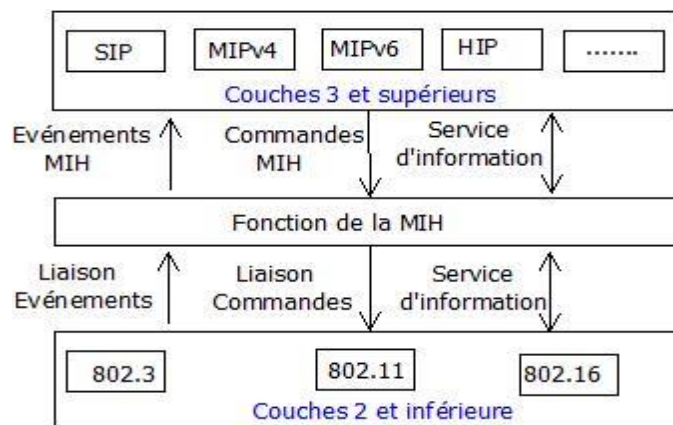 SIP MIPv4 MIPv6 HIP .......
Couches 3 et supérieurs
Evénements MIH
Commandes MIH
Service d'information
Fonction de la MIH
Liaison Evénements
Liaison Commandes
Service d'information
802.3 802.11 802.16
Couches 2 et inférieure